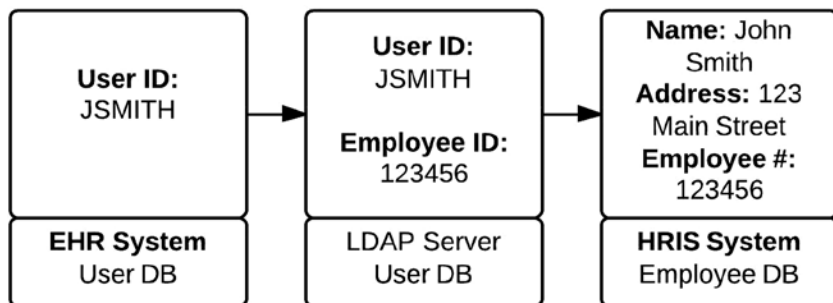 User ID:
JSMITH
EHR System
User DB
User ID:
JSMITH
Employee ID:
123456
LDAP Server
User DB
Name: John
Smith
Address: 123
Main Street
Employee #:
123456
HRIS System
Employee DB